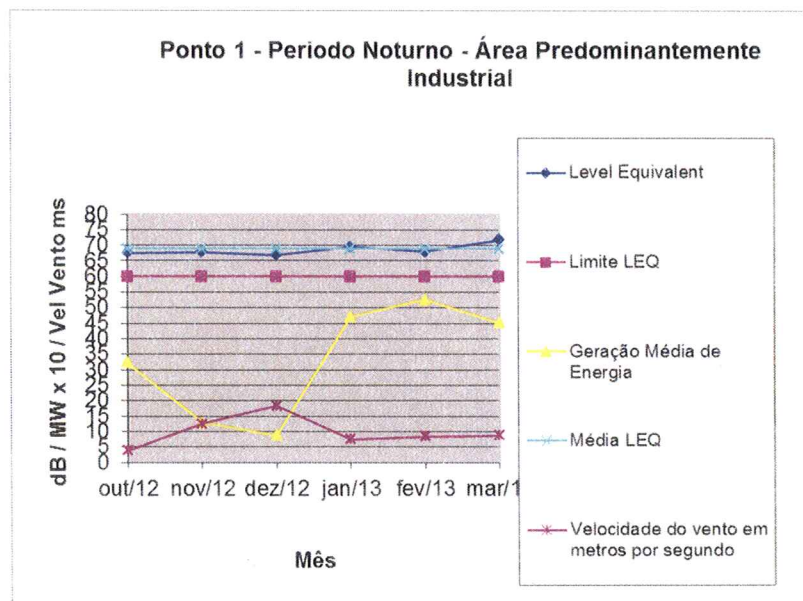 Ponto 1 - Periodo Noturno - Área Predominantemente
Industrial
dB / MW x 10 / Vel Vento ms
80
75
70
65
60
55
50
45
40
35
30
25
20
15
10
5
0
out/12
nov/12
dez/12
jan/13
fev/13
mar/1
Mês
Level Equivalent
Limite LEQ
Geração Média de
Energia
Média LEQ
Velocidade do vento em
metros por segundo